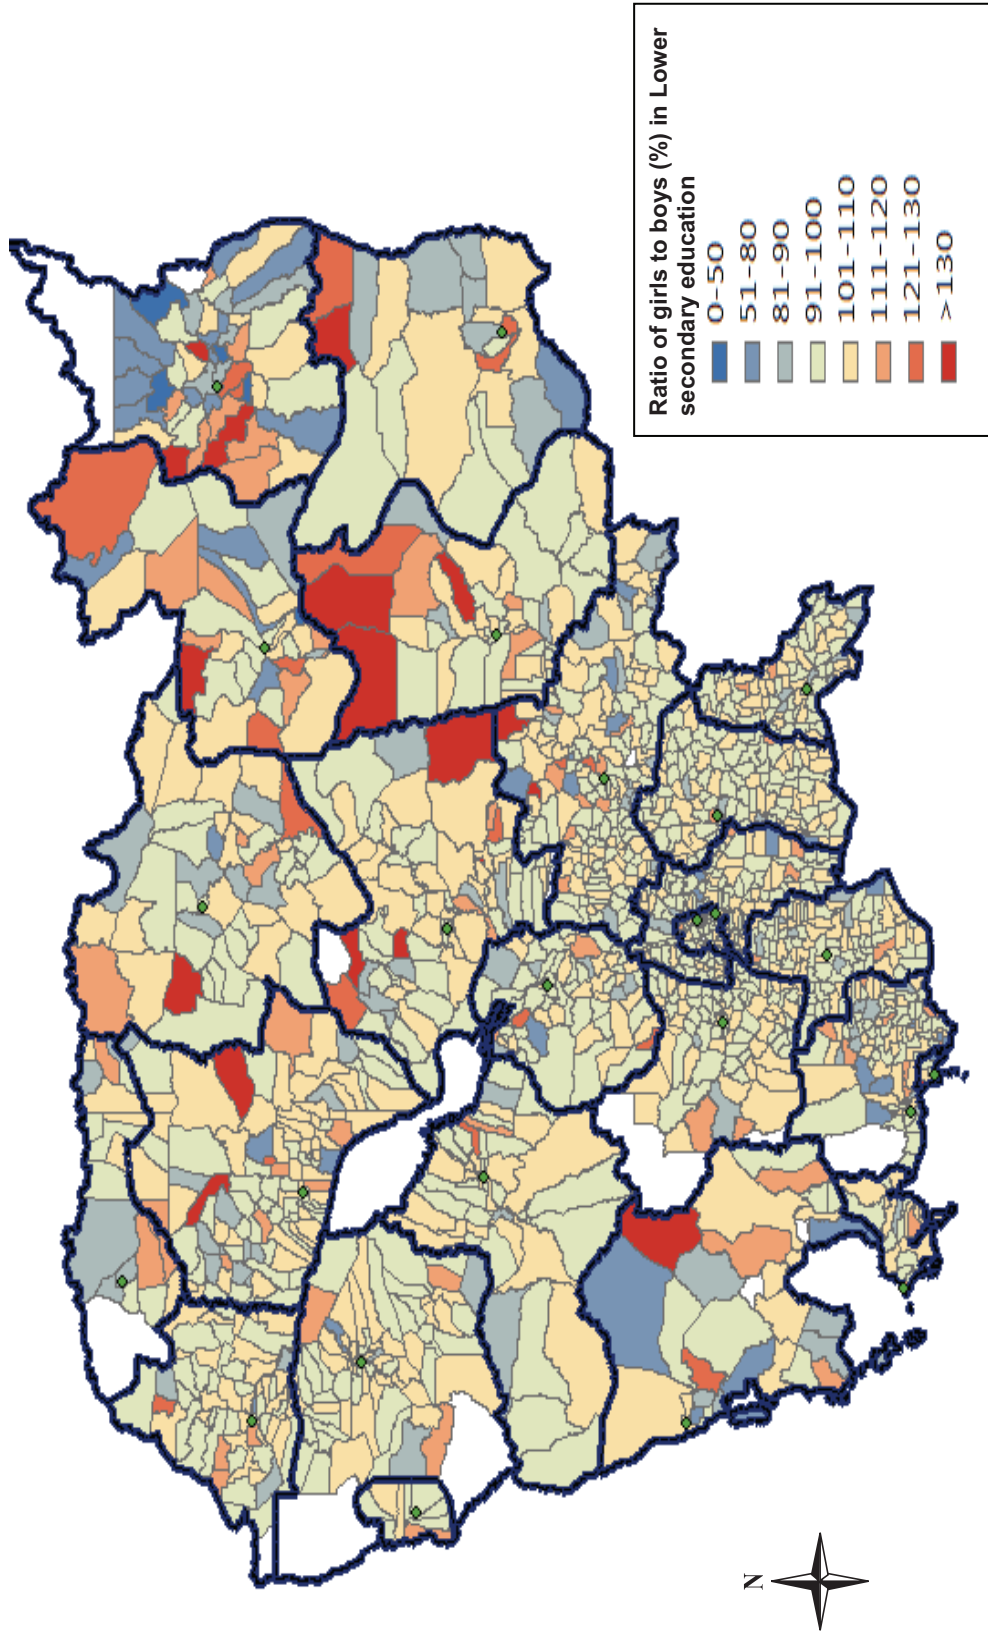 Ratio of girls to boys (%) in Lower
secondary education
0-50
51-80
81-90
91-100
101-110
111-120
121-130
>130
N